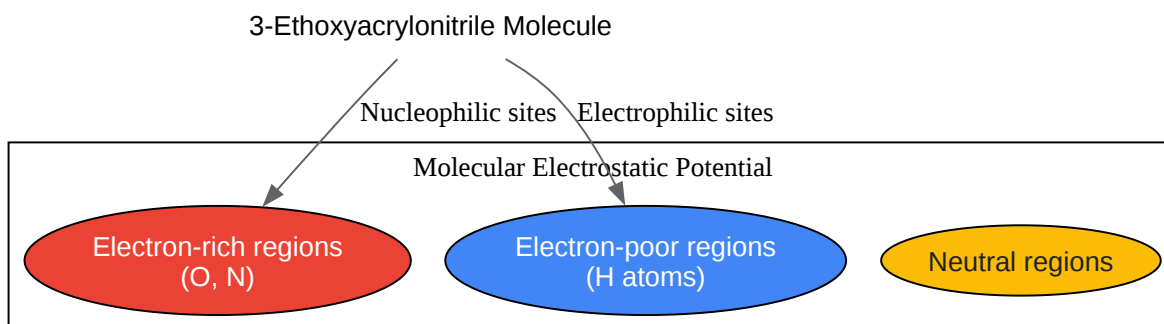 3-Ethoxyacrylonitrile Molecule
Nucleophilic sites
Electrophilic sites
Molecular Electrostatic Potential
Electron-rich regions
(O, N)
Electron-poor regions
(H atoms)
Neutral regions